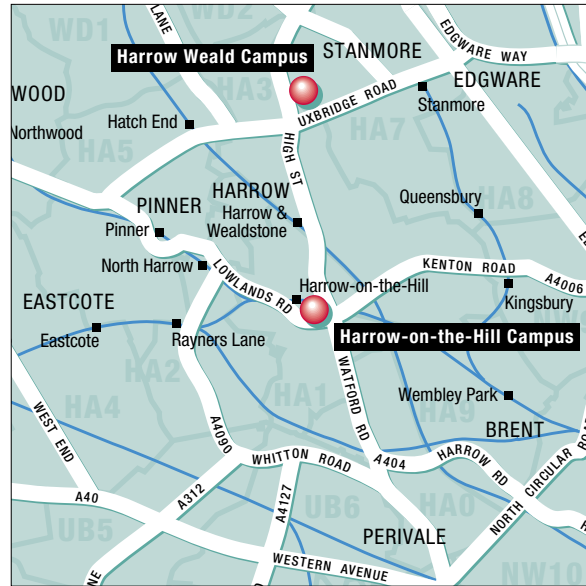 WD1
LANE
WD2
EDGWARE WAY
STANMORE
Harrow Weald Campus
EDGWARE
HA3
WOOD
UXBRIDGE ROAD
Stanmore
Northwood
Hatch End
HA7
HA5
HIGH ST
PINNER
HARROW
Queensbury
HA8
Pinner
Harrow &
Wealdstone
North Harrow
LOWLANDS RD
KENTON ROAD
A4006
Harrow-on-the-Hill
Kingsbury
EASTCOTE
Harrow-on-the-Hill Campus
Eastcote
Rayners Lane
HA2
HA1
WATFORD RD
Wembley Park
HA4
HA9
WEST END
A4090
BRENT
WHITTON ROAD
A404
HARROW RD
NORTH CIRCULAR
A40
A312
A4127
UB6
HA0
UB5
PERIVALE
WESTERN AVENUE
NW10